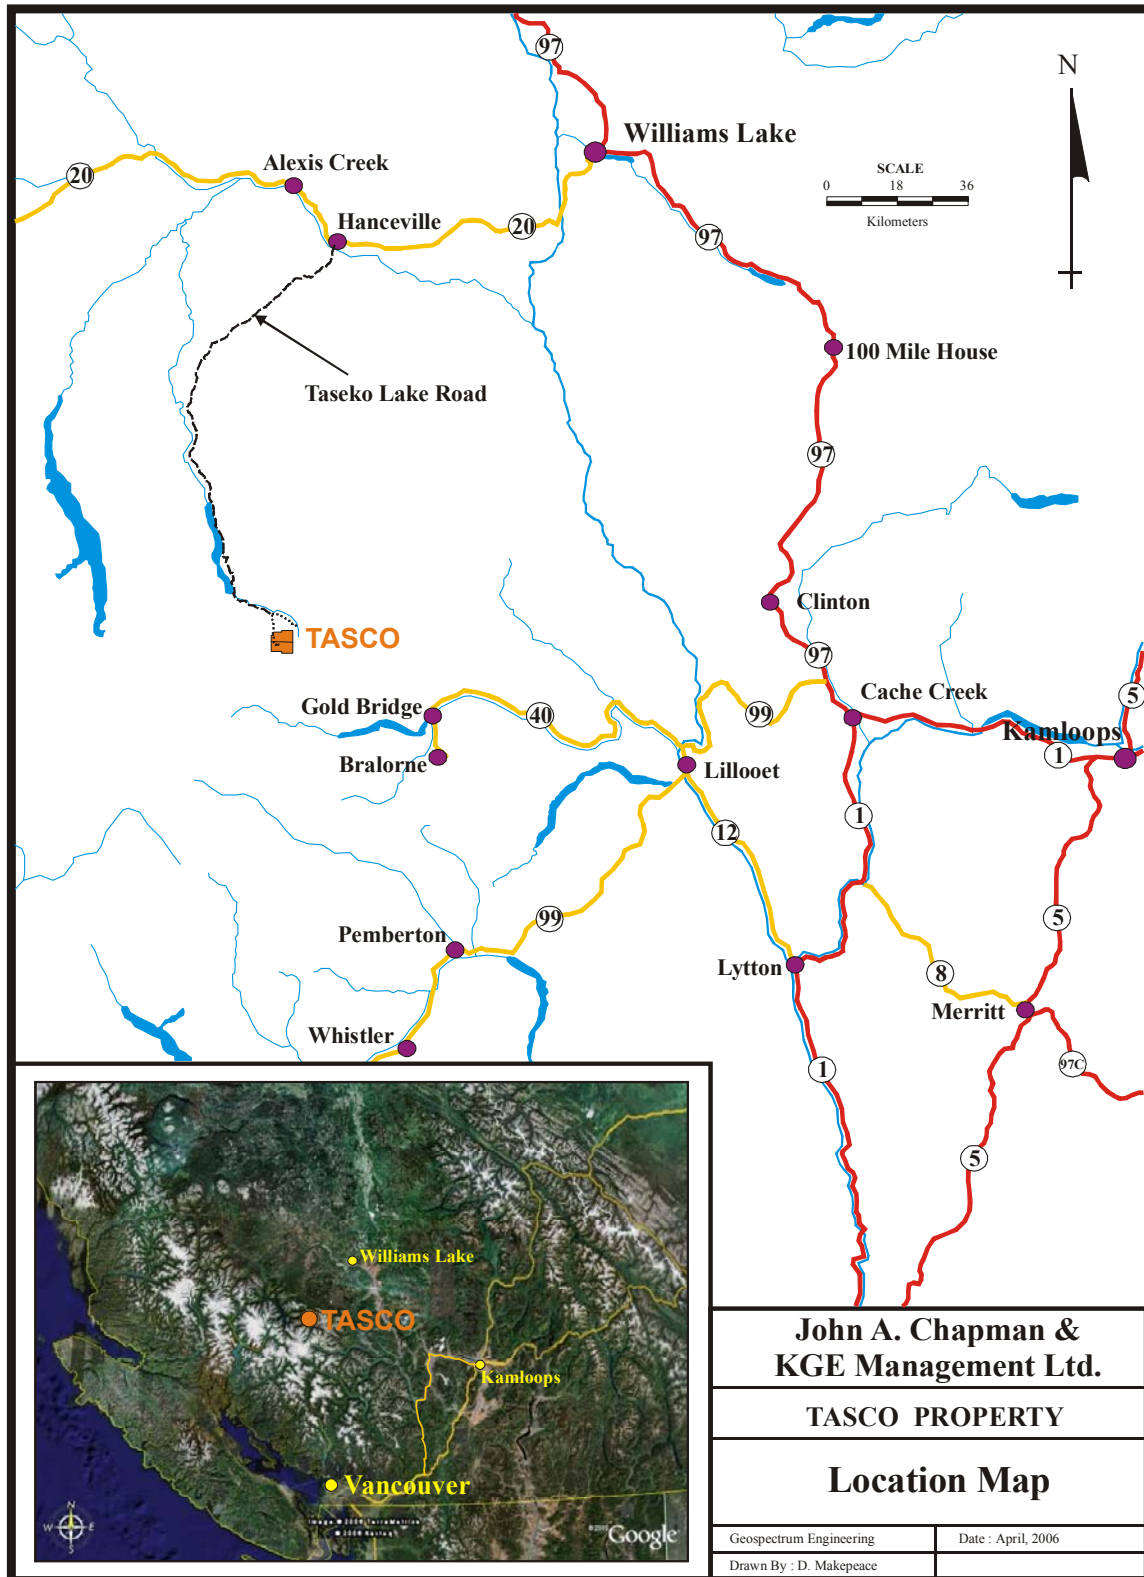 97
N
Williams Lake
SCALE
0 18 36
Kilometers
Alexis Creek
20
Hanceville
20
97
100 Mile House
Taseko Lake Road
97
Clinton
TASCO
97
Cache Creek
5
Gold Bridge
40
99
Kamloops
1
Bralorne
Lillooet
12
1
99
5
Pemberton
Lytton
8
Merritt
Whistler
1
97C
5
Williams Lake
TASCO
Kamloops
Vancouver
N
W E
S
Google
John A. Chapman &
KGE Management Ltd.
TASCO PROPERTY
Location Map
Geospectrum Engineering
Date : April, 2006
Drawn By : D. Makepeace